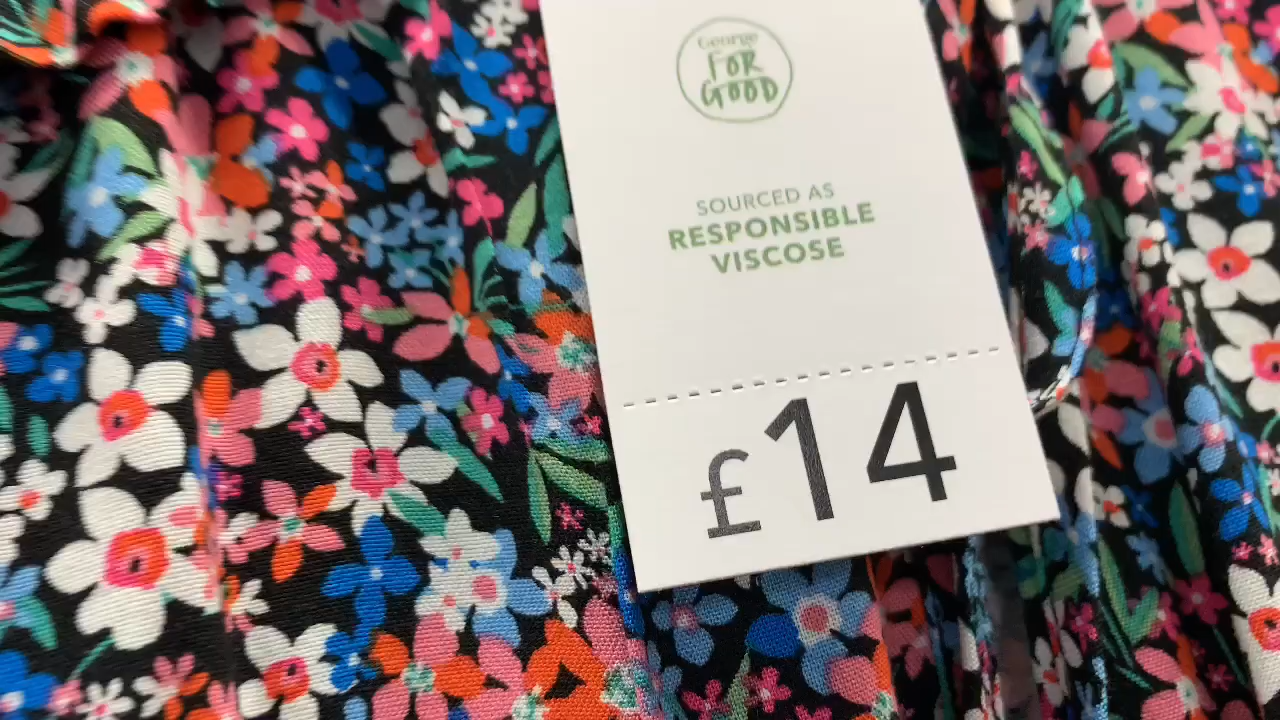 George
FOR
GOOD
SOURCED AS
RESPONSIBLE
VISCOSE
£14